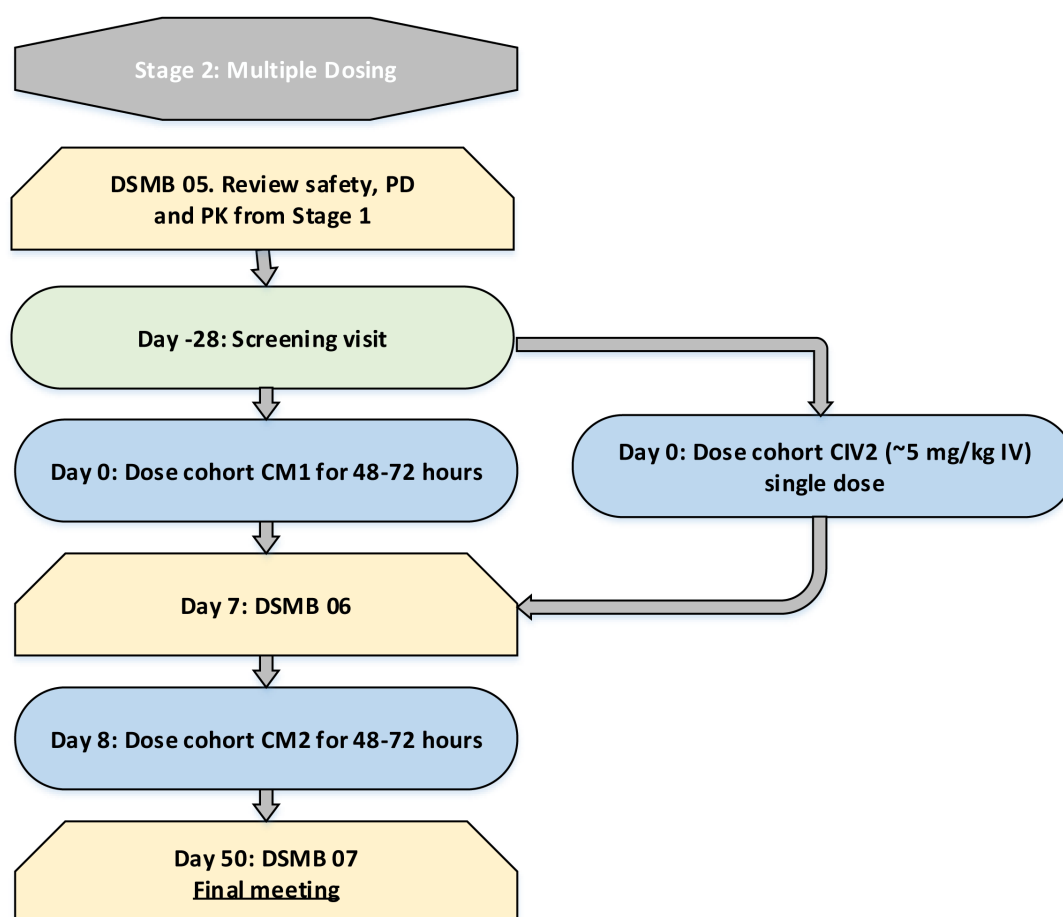 Stage 2: Multiple Dosing
DSMB 05. Review safety, PD
and PK from Stage 1
Day -28: Screening visit
Day 0: Dose cohort CM1 for 48-72 hours
Day 0: Dose cohort CIV2 (~5 mg/kg IV)
single dose
Day 7: DSMB 06
Day 8: Dose cohort CM2 for 48-72 hours
Day 50: DSMB 07
Final meeting